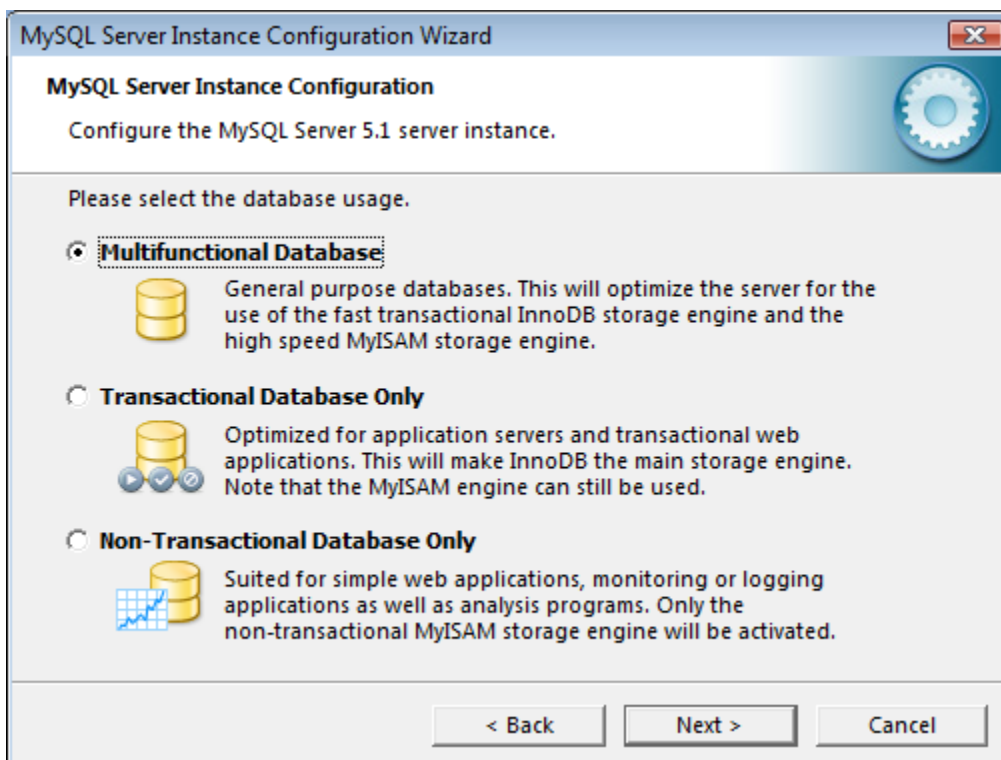 MySQL Server Instance Configuration Wizard
MySQL Server Instance Configuration
Configure the MySQL Server 5.1 server instance.
Please select the database usage.
Multifunctional Database
General purpose databases. This will optimize the server for the
use of the fast transactional InnoDB storage engine and the
high speed MyISAM storage engine.
Transactional Database Only
Optimized for application servers and transactional web
applications. This will make InnoDB the main storage engine.
Note that the MyISAM engine can still be used.
Non-Transactional Database Only
Suited for simple web applications, monitoring or logging
applications as well as analysis programs. Only the
non-transactional MyISAM storage engine will be activated.
< Back
Next >
Cancel